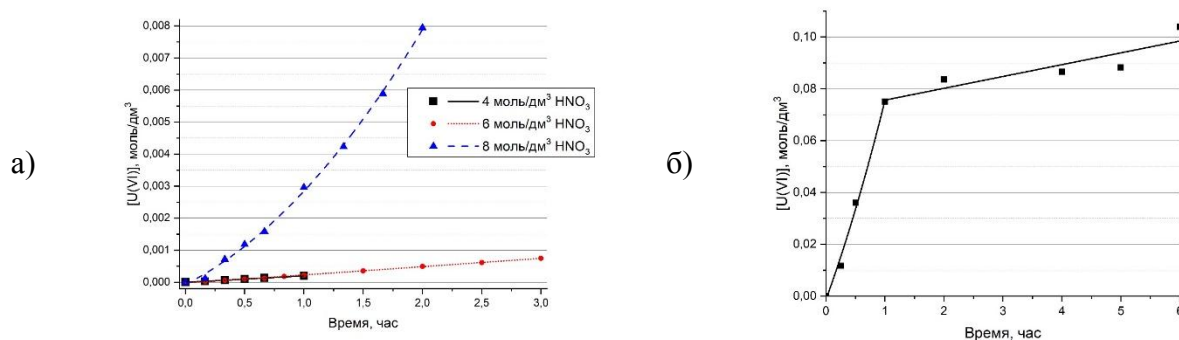 а)
[U(VI)], моль/дм³
0,008
0,007
0,006
0,005
0,004
0,003
0,002
0,001
0,000
4 моль/дм³ HNO₃
6 моль/дм³ HNO₃
8 моль/дм³ HNO₃
0,0 0,5 1,0 1,5 2,0 2,5 3,0
Время, час
б)
[U(VI)], моль/дм³
0,10
0,08
0,06
0,04
0,02
0,00
0 1 2 3 4 5 6
Время, час